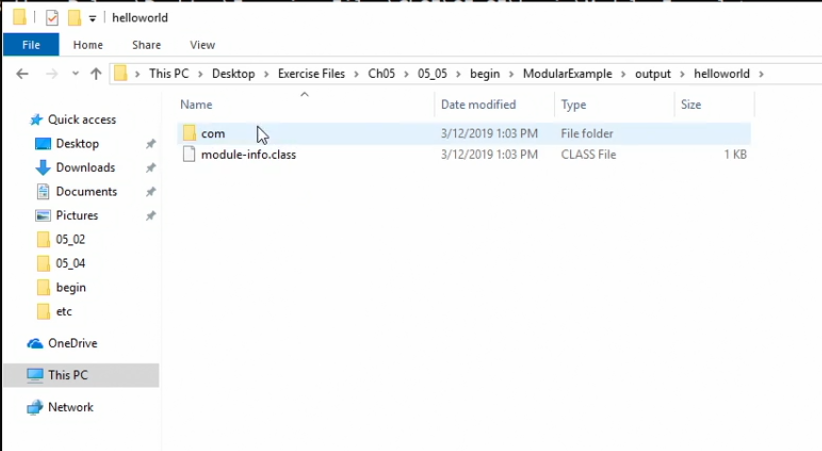 helloworld
File Home Share View
This PC > Desktop > Exercise Files > Ch05 > 05_05 > begin > ModularExample > output > helloworld >
Name Date modified Type Size
Quick access
com 3/12/2019 1:03 PM File folder
Desktop
module-info.class 3/12/2019 1:03 PM CLASS File 1 KB
Downloads
Documents
Pictures
05_02
05_04
begin
etc
OneDrive
This PC
Network